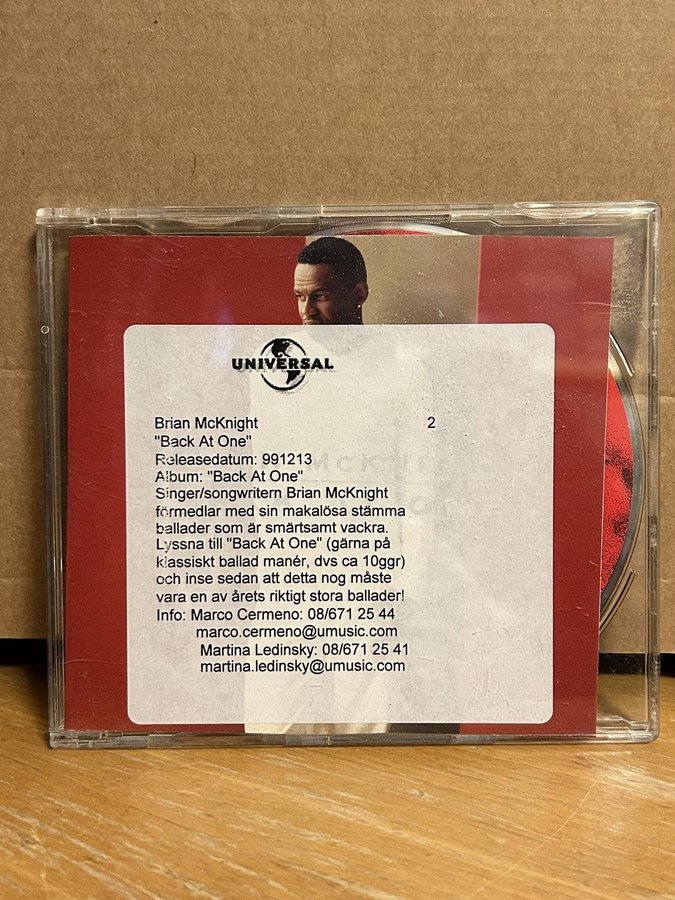 UNIVERSAL
Brian McKnight 2
"Back At One"
Releasedatum: 991213
Album: "Back At One"
Singer/songwritern Brian McKnight
förmedlar med sin makalösa stämma
ballader som är smärtsamt vackra.
Lyssna till "Back At One" (gärna på
klassiskt ballad manér, dvs ca 10ggr)
och inse sedan att detta nog måste
vara en av årets riktigt stora ballader!
Info: Marco Cermeno: 08/671 25 44
marco.cermeno@umusic.com
Martina Ledinsky: 08/671 25 41
martina.ledinsky@umusic.com